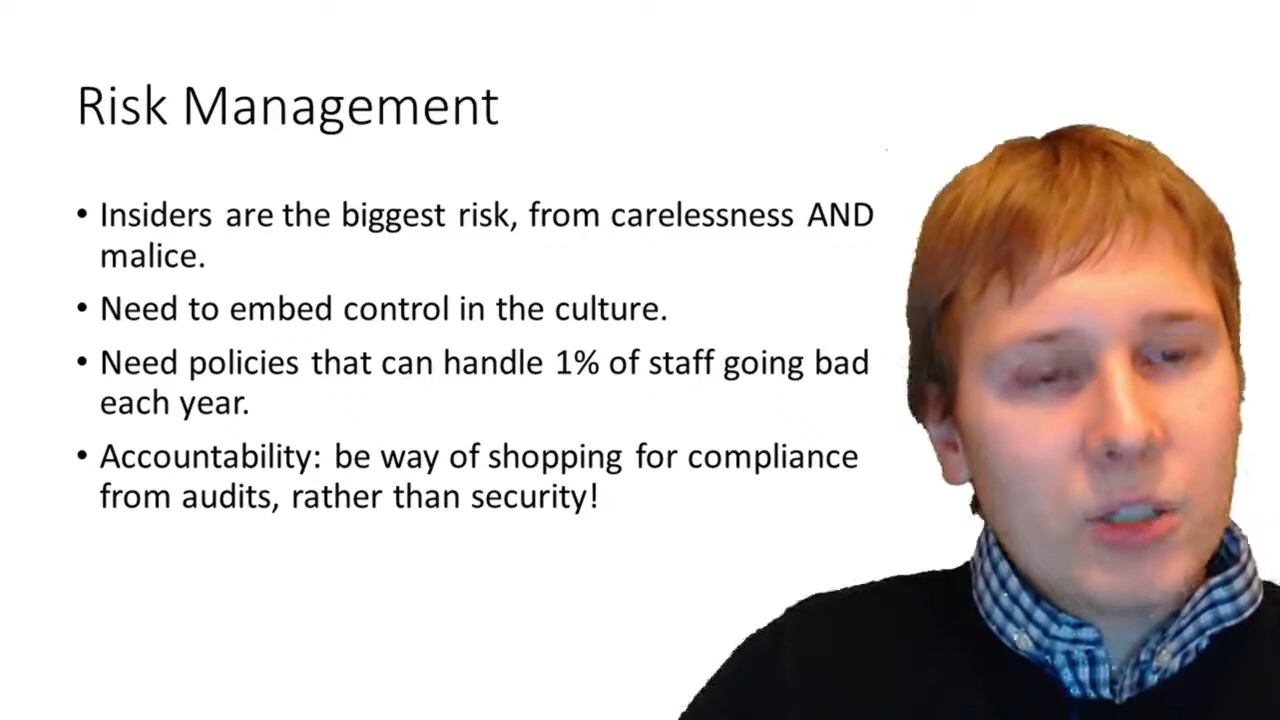 Risk Management
• Insiders are the biggest risk, from carelessness AND
malice.
• Need to embed control in the culture.
• Need policies that can handle 1% of staff going bad
each year.
• Accountability: be way of shopping for compliance
from audits, rather than security!